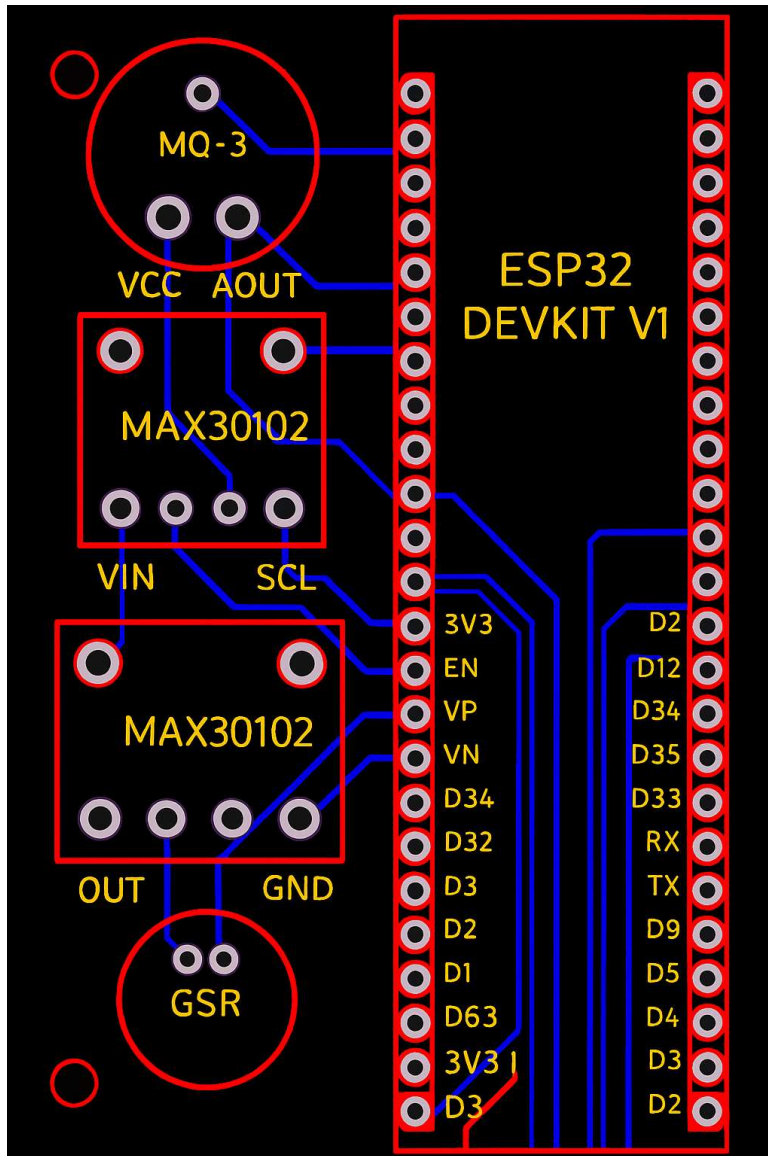 MQ-3
VCC AOUT
ESP32
DEVKIT V1
MAX30102
VIN SCL
MAX30102
OUT GND
GSR
3V3 D2
EN D12
VP D34
VN D35
D34 D33
D32 RX
D3 TX
D2 D9
D1 D5
D63 D4
3V3 D3
D3 D2